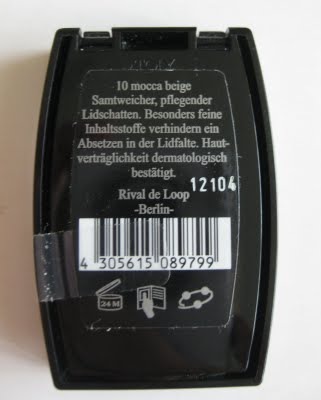 10 mocca beige
Samtweicher, pflegender
Lidschatten. Besonders feine
Inhaltsstoffe verhindern ein
Absetzen in der Lidfalte. Haut-
verträglichkeit dermatologisch
bestätigt.
12104
Rival de Loop
-Berlin-
4 305615 089799
24 M